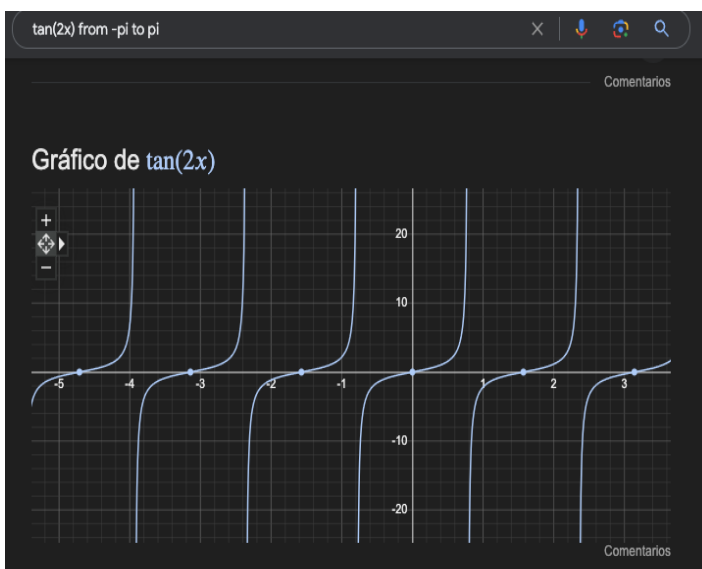 tan(2x) from -pi to pi
Comentarios
Gráfico de tan(2x)
+
−
20
10
-5 -4 -3 -2 -1 0 1 2 3
-10
-20
Comentarios